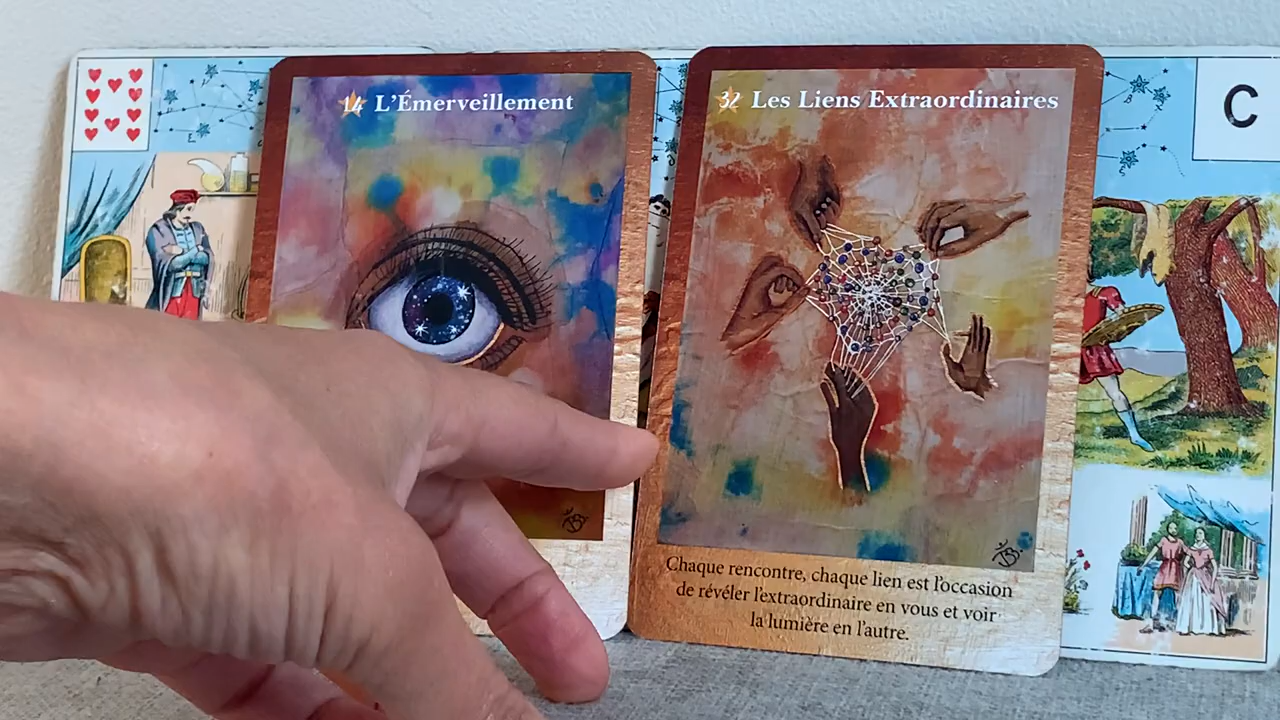 14 L'Émerveillement
32 Les Liens Extraordinaires
C
Chaque rencontre, chaque lien est l'occasion
de révéler l'extraordinaire en vous et voir
la lumière en l'autre.